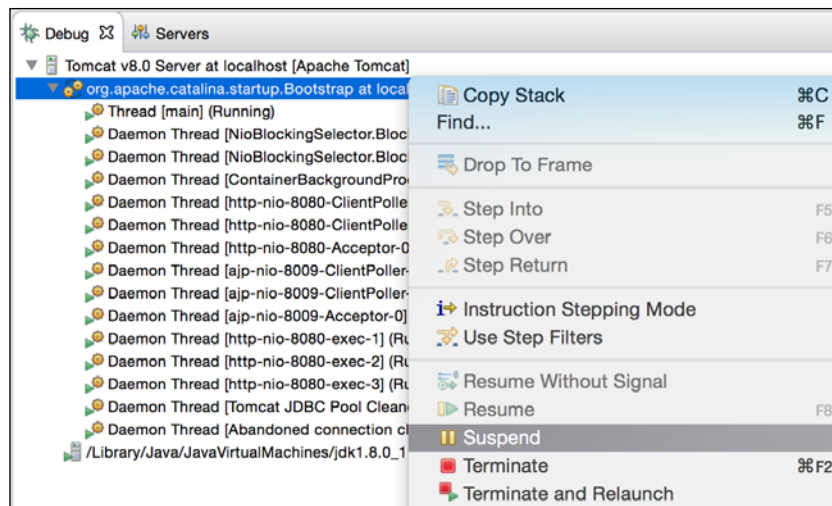 Debug Servers
Tomcat v8.0 Server at localhost [Apache Tomcat]
org.apache.catalina.startup.Bootstrap at local
Thread [main] (Running)
Daemon Thread [NioBlockingSelector.Bloc
Daemon Thread [NioBlockingSelector.Bloc
Daemon Thread [ContainerBackgroundPro
Daemon Thread [http-nio-8080-ClientPolle
Daemon Thread [http-nio-8080-ClientPolle
Daemon Thread [http-nio-8080-Acceptor-0
Daemon Thread [ajp-nio-8009-ClientPoller-
Daemon Thread [ajp-nio-8009-ClientPoller-
Daemon Thread [ajp-nio-8009-Acceptor-0]
Daemon Thread [http-nio-8080-exec-1] (Ru
Daemon Thread [http-nio-8080-exec-2] (Ru
Daemon Thread [http-nio-8080-exec-3] (Ru
Daemon Thread [Tomcat JDBC Pool Clean
Daemon Thread [Abandoned connection cl
/Library/Java/JavaVirtualMachines/jdk1.8.0_1
Copy Stack ⌘C
Find... ⌘F
Drop To Frame
Step Into F5
Step Over F6
Step Return F7
Instruction Stepping Mode
Use Step Filters
Resume Without Signal
Resume F8
Suspend
Terminate ⌘F2
Terminate and Relaunch